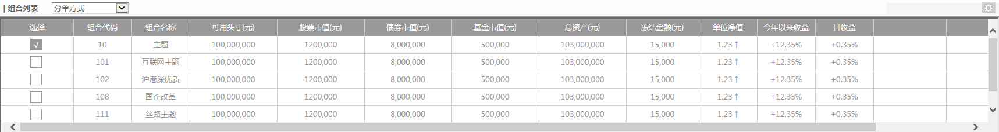 组合列表 分单方式
选择 组合代码 组合名称 可用头寸(元) 股票市值(元) 债券市值(元) 基金市值(元) 总资产(元) 冻结金额(元) 单位净值 今年以来收益 日收益
√ 10 主题 100,000,000 1200,000 8,000,000 500,000 103,000,000 15,000 1.23↑ +12.35% +0.35%
101 互联网主题 100,000,000 1200,000 8,000,000 500,000 103,000,000 15,000 1.23↑ +12.35% +0.35%
102 沪港深优质 100,000,000 1200,000 8,000,000 500,000 103,000,000 15,000 1.23↑ +12.35% +0.35%
108 国企改革 100,000,000 1200,000 8,000,000 500,000 103,000,000 15,000 1.23↑ +12.35% +0.35%
111 丝路主题 100,000,000 1200,000 8,000,000 500,000 103,000,000 15,000 1.23↑ +12.35% +0.35%